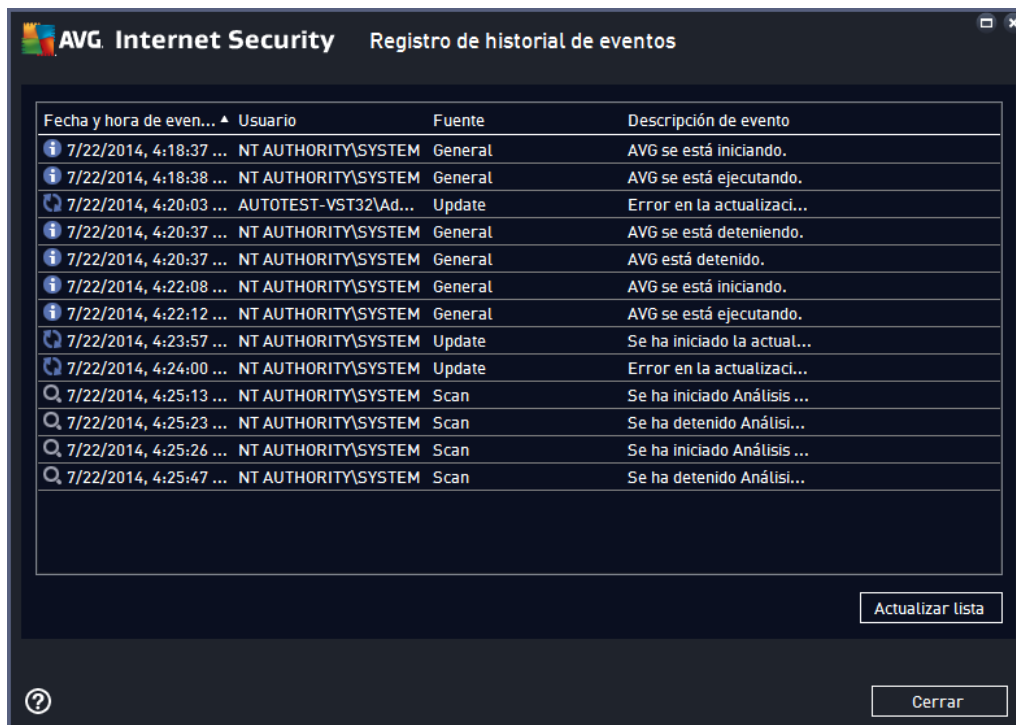 AVG. Internet Security Registro de historial de eventos
Fecha y hora de even... Usuario Fuente Descripción de evento
7/22/2014, 4:18:37 ... NT AUTHORITY\SYSTEM General AVG se está iniciando.
7/22/2014, 4:18:38 ... NT AUTHORITY\SYSTEM General AVG se está ejecutando.
7/22/2014, 4:20:03 ... AUTOTEST-VST32\Ad... Update Error en la actualizaci...
7/22/2014, 4:20:37 ... NT AUTHORITY\SYSTEM General AVG se está deteniendo.
7/22/2014, 4:20:37 ... NT AUTHORITY\SYSTEM General AVG está detenido.
7/22/2014, 4:22:08 ... NT AUTHORITY\SYSTEM General AVG se está iniciando.
7/22/2014, 4:22:12 ... NT AUTHORITY\SYSTEM General AVG se está ejecutando.
7/22/2014, 4:23:57 ... NT AUTHORITY\SYSTEM Update Se ha iniciado la actual...
7/22/2014, 4:24:00 ... NT AUTHORITY\SYSTEM Update Error en la actualizaci...
7/22/2014, 4:25:13 ... NT AUTHORITY\SYSTEM Scan Se ha iniciado Análisis ...
7/22/2014, 4:25:23 ... NT AUTHORITY\SYSTEM Scan Se ha detenido Análisi...
7/22/2014, 4:25:26 ... NT AUTHORITY\SYSTEM Scan Se ha iniciado Análisis ...
7/22/2014, 4:25:47 ... NT AUTHORITY\SYSTEM Scan Se ha detenido Análisi...
Actualizar lista
Cerrar